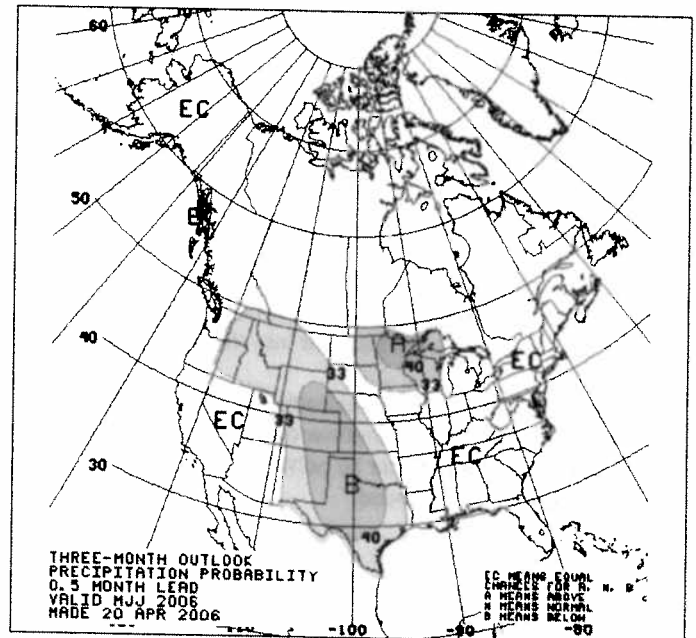 60
EC
50
E
40
A
33
40
33
EC
EC
33
EC
30
B
40
THREE-MONTH OUTLOOK
PRECIPITATION PROBABILITY
0.5 MONTH LEAD
VALID MJJ 2006
MADE 20 APR 2006
EC MEANS EQUAL
CHANCES FOR A, N, B
A MEANS ABOVE
N MEANS NORMAL
B MEANS BELOW
-100
-90
-80